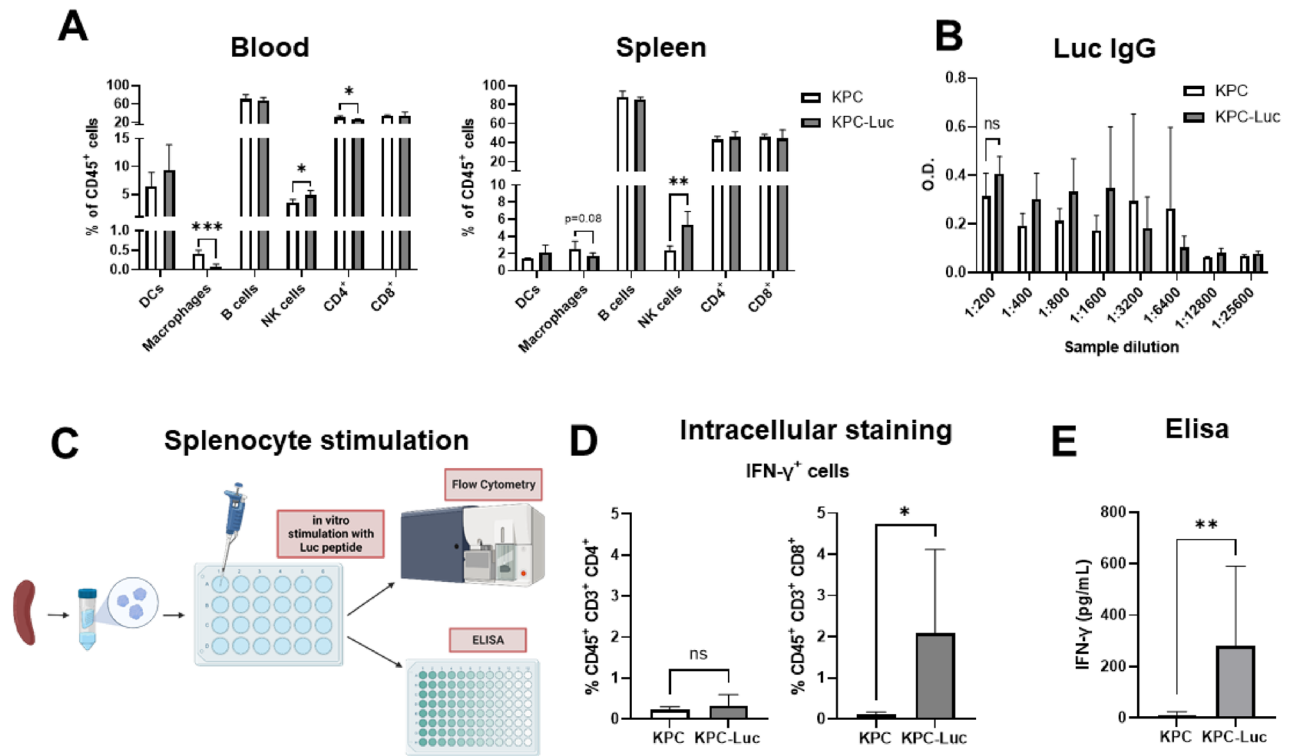 A
Blood
% of CD45⁺ cells
100
60
20
15
10
5
1.0
0.5
0.0
*
*
***
DCs
Macrophages
B cells
NK cells
CD4⁺
CD8⁺
Spleen
% of CD45⁺ cells
100
80
60
40
20
12
10
8
6
4
2
0
p=0.08
**
DCs
Macrophages
B cells
NK cells
CD4⁺
CD8⁺
KPC
KPC-Luc
B
Luc IgG
O.D.
0.8
0.6
0.4
0.2
0.0
ns
KPC
KPC-Luc
1:200
1:400
1:800
1:1600
1:3200
1:6400
1:12800
1:25600
Sample dilution
C
Splenocyte stimulation
in vitro
stimulation with
Luc peptide
Flow Cytometry
ELISA
D
Intracellular staining
IFN-γ⁺ cells
% CD45⁺ CD3⁺ CD4⁺
5
4
3
2
1
0
ns
KPC KPC-Luc
% CD45⁺ CD3⁺ CD8⁺
5
4
3
2
1
0
*
KPC KPC-Luc
E
Elisa
IFN-γ (pg/mL)
800
600
400
200
0
**
KPC KPC-Luc